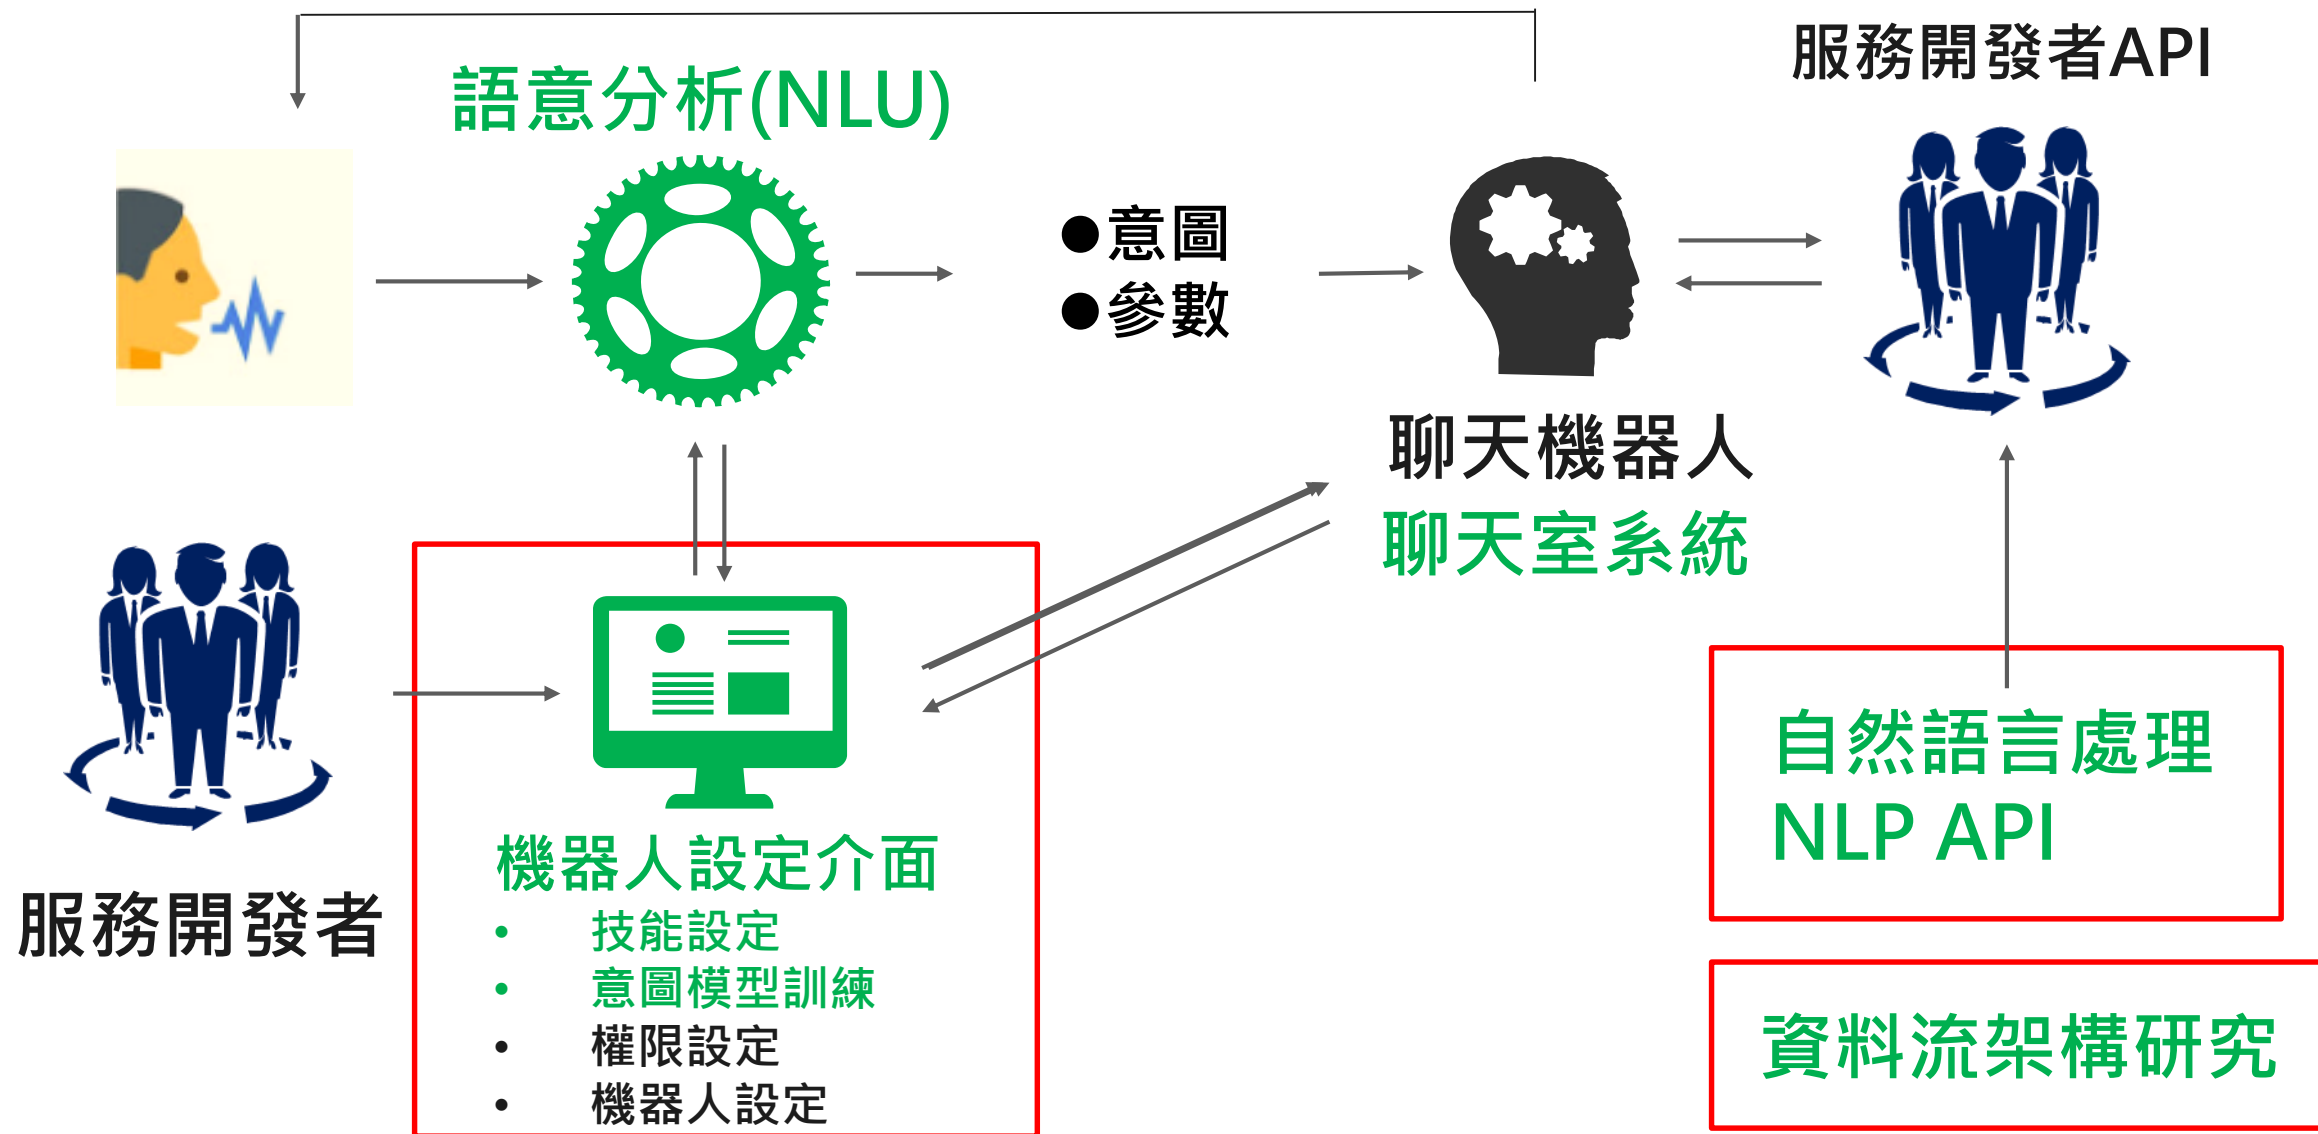 服務開發者API
語意分析(NLU)
●意圖
●參數
聊天機器人
聊天室系統
服務開發者
機器人設定介面
• 技能設定
• 意圖模型訓練
• 權限設定
• 機器人設定
自然語言處理
NLP API
資料流架構研究